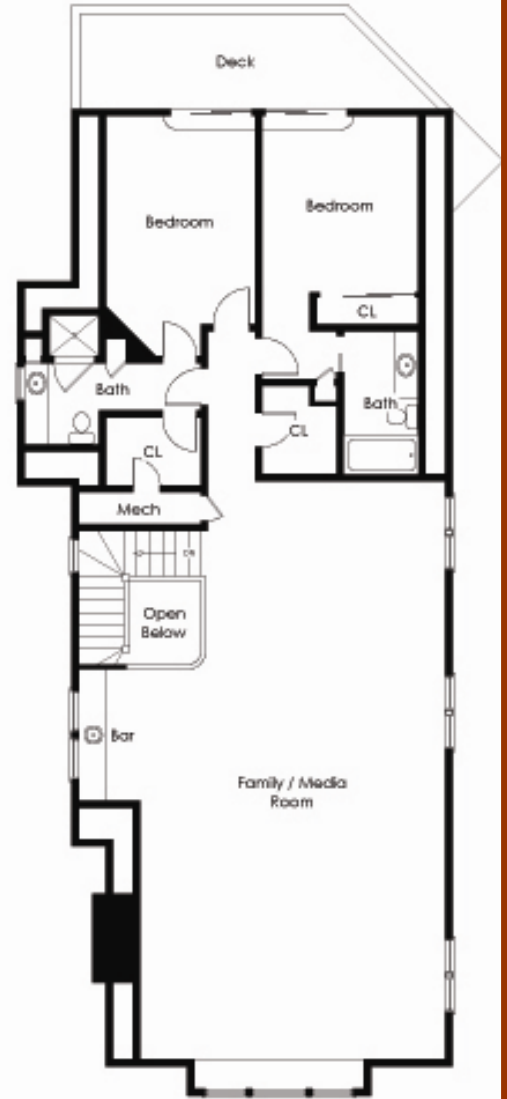 Deck
Bedroom
Bedroom
CL
Bath
Bath
CL
CL
Mech
Open
Below
Bar
Family / Media
Room